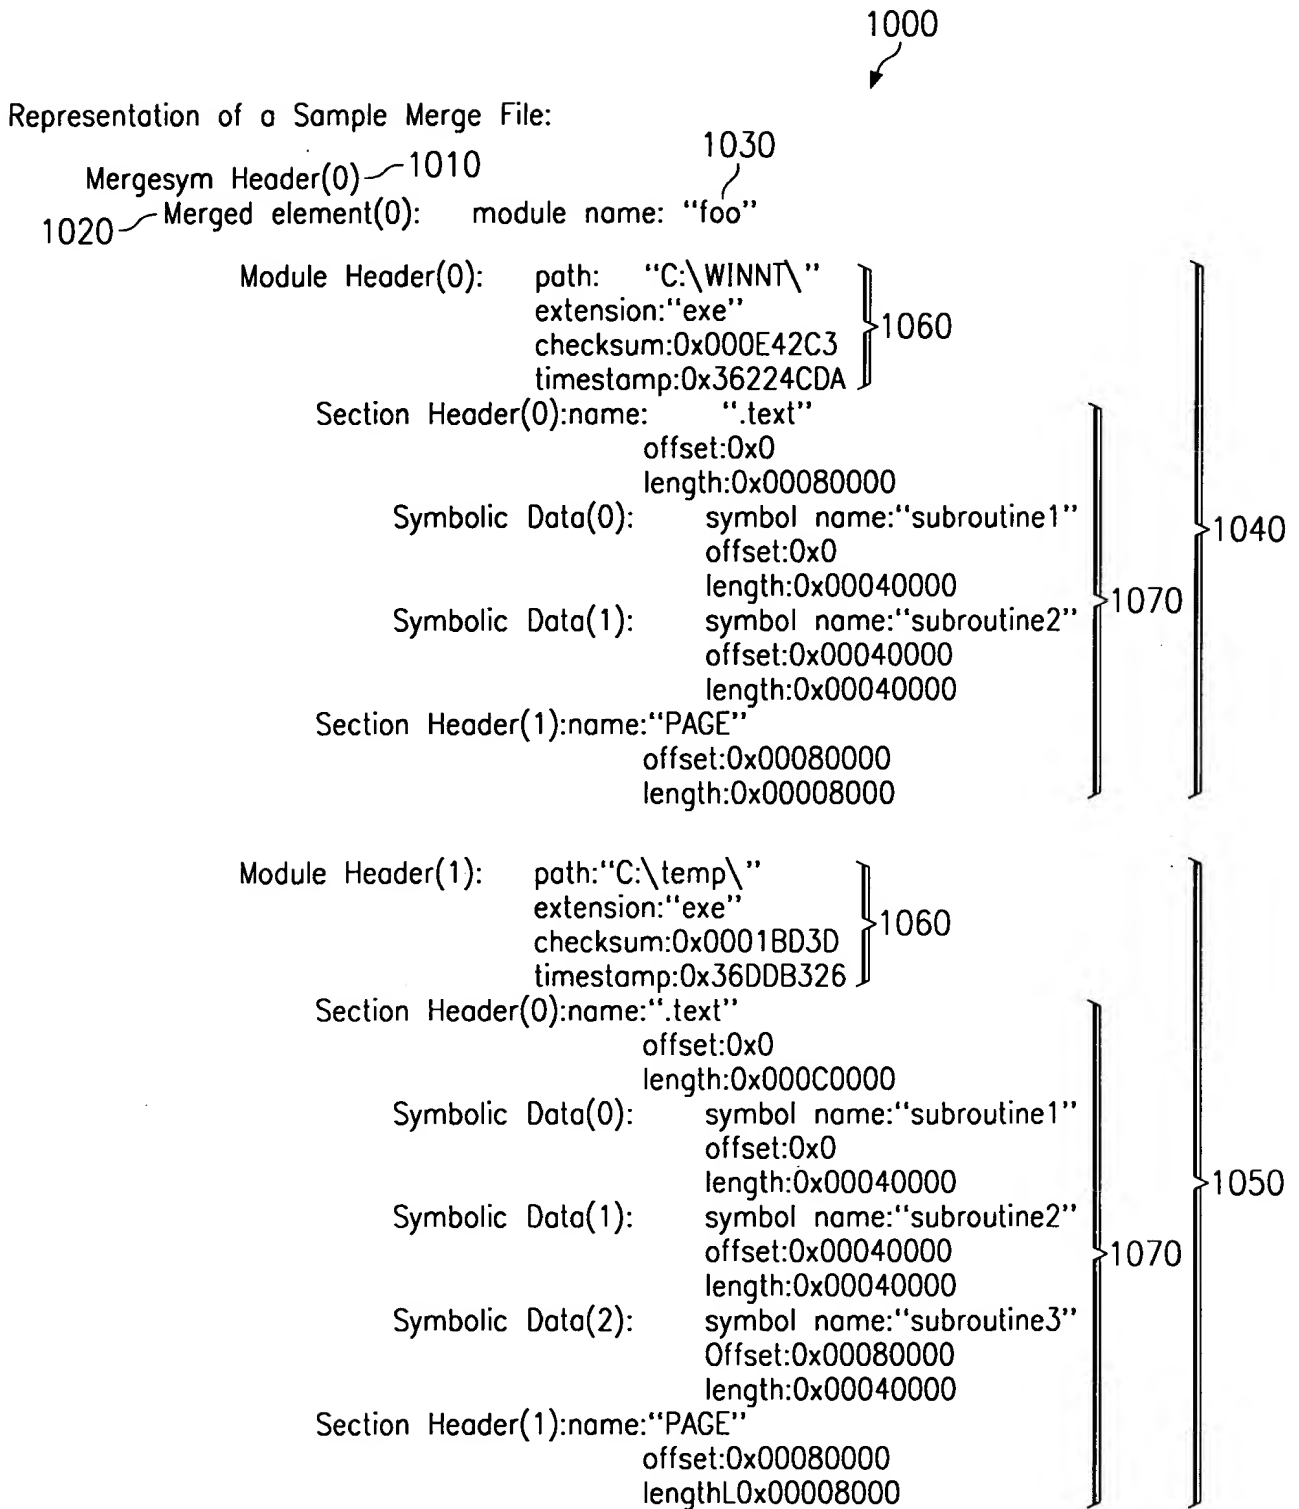 1000
Representation of a Sample Merge File:
1030
Mergesym Header(0) 1010
1020 Merged element(0): module name: “foo”
Module Header(0): path: “C:\WINNT\”
extension:“exe”
1060
checksum:0x000E42C3
timestamp:0x36224CDA
Section Header(0):name: “.text”
offset:0x0
length:0x00080000
Symbolic Data(0): symbol name:“subroutine1”
1040
offset:0x0
length:0x00040000
1070
Symbolic Data(1): symbol name:“subroutine2”
offset:0x00040000
length:0x00040000
Section Header(1):name:“PAGE”
offset:0x00080000
length:0x00008000
Module Header(1): path:“C:\temp\”
extension:“exe”
1060
checksum:0x0001BD3D
timestamp:0x36DDB326
Section Header(0):name:“.text”
offset:0x0
length:0x000C0000
Symbolic Data(0): symbol name:“subroutine1”
offset:0x0
length:0x00040000
1050
Symbolic Data(1): symbol name:“subroutine2”
offset:0x00040000
1070
length:0x00040000
Symbolic Data(2): symbol name:“subroutine3”
Offset:0x00080000
length:0x00040000
Section Header(1):name:“PAGE”
offset:0x00080000
lengthL0x00008000